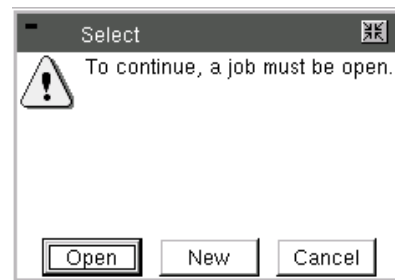 Select
To continue, a job must be open.
Open
New
Cancel